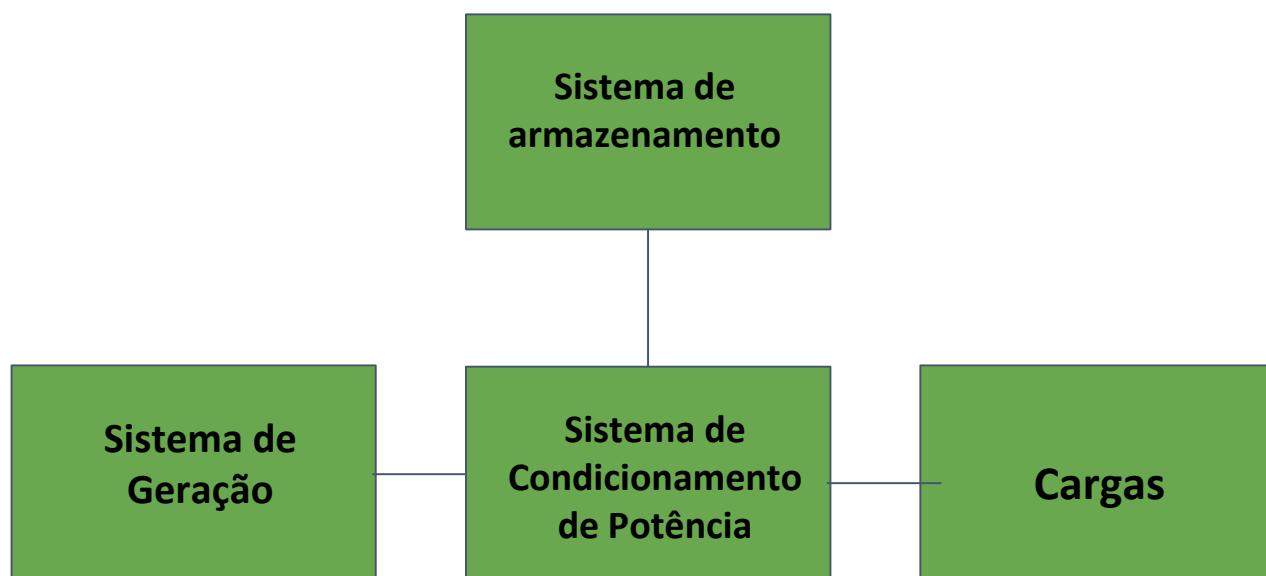 Sistema de
armazenamento
Sistema de
Geração
Sistema de
Condicionamento
de Potência
Cargas